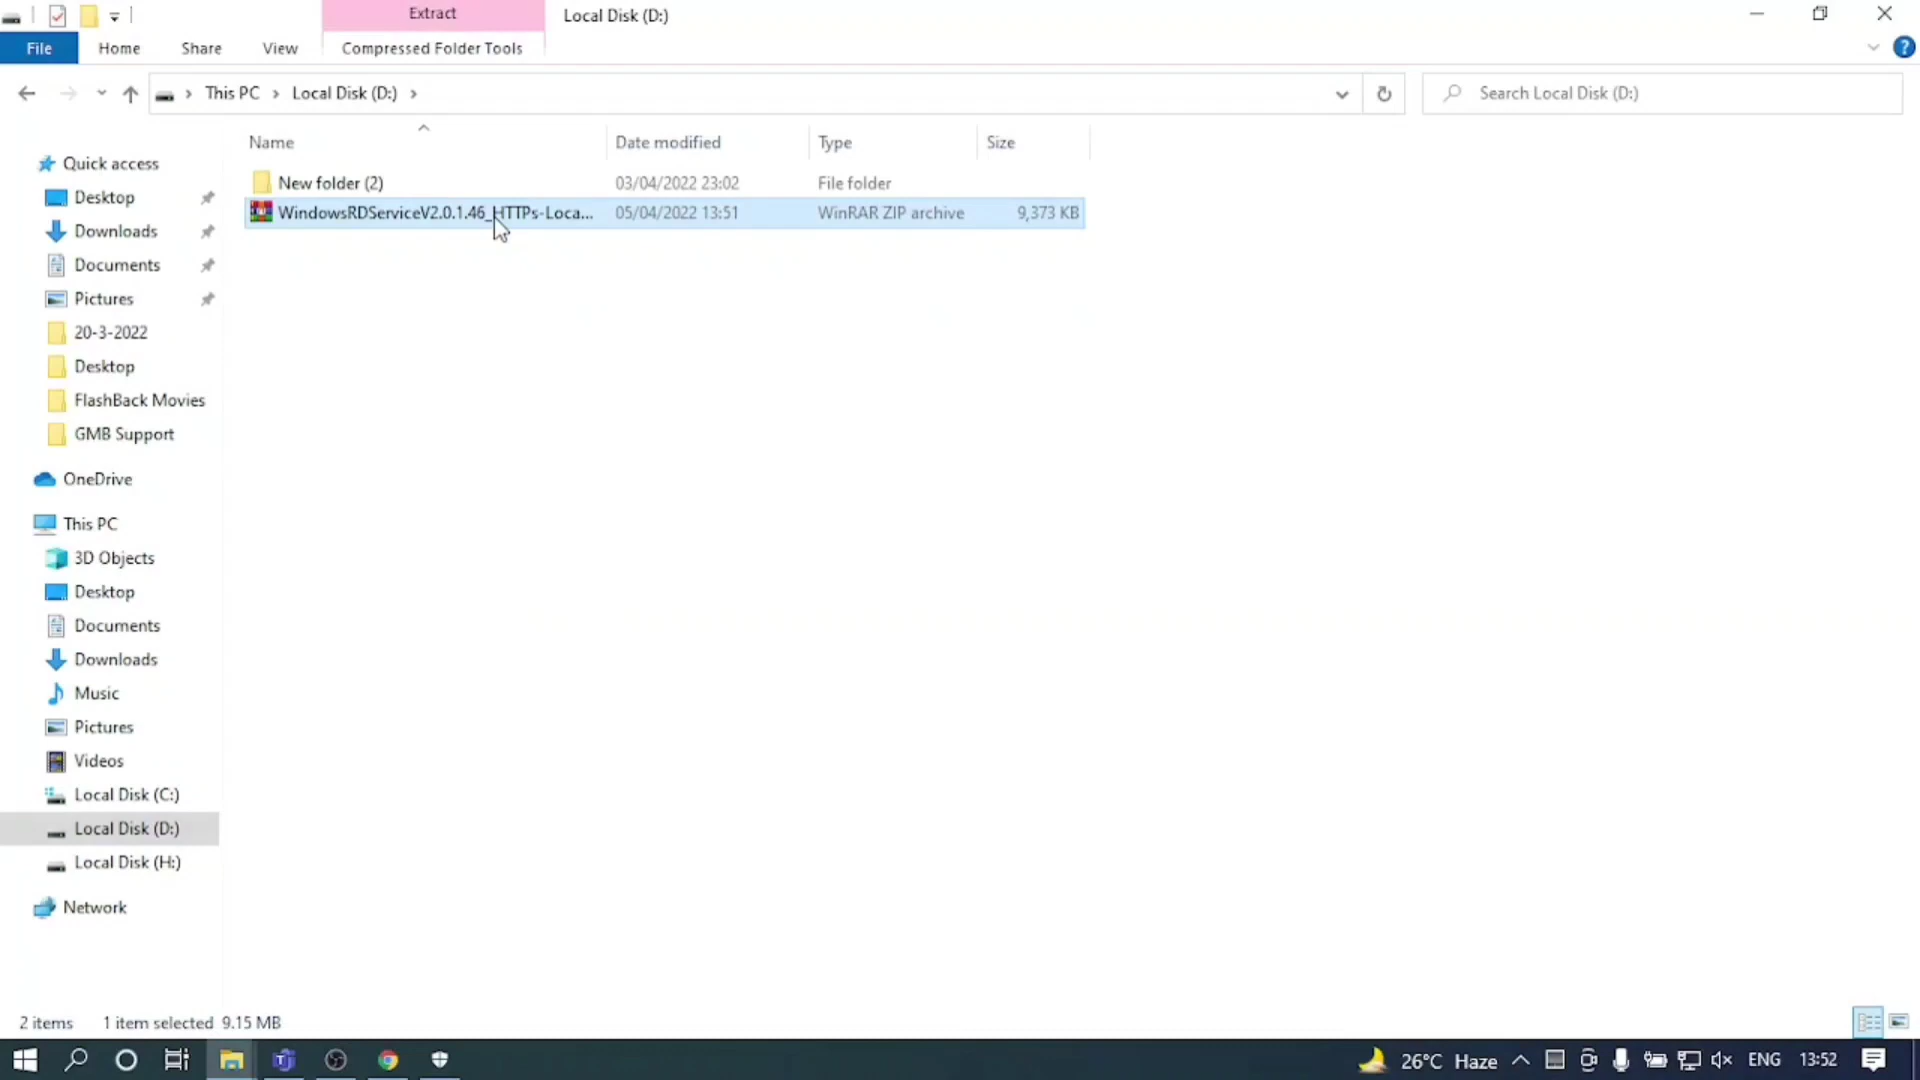 Extract
Local Disk (D:)
File
Home
Share
View
Compressed Folder Tools
This PC
Local Disk (D:)
Search Local Disk (D:)
Name
Date modified
Type
Size
New folder (2)
03/04/2022 23:02
File folder
WindowsRDServiceV2.0.1.46_HTTPs-Loca...
05/04/2022 13:51
WinRAR ZIP archive
9,373 KB
Quick access
Desktop
Downloads
Documents
Pictures
20-3-2022
Desktop
FlashBack Movies
GMB Support
OneDrive
This PC
3D Objects
Desktop
Documents
Downloads
Music
Pictures
Videos
Local Disk (C:)
Local Disk (D:)
Local Disk (H:)
Network
2 items
1 item selected 9.15 MB
26°C Haze
ENG
13:52